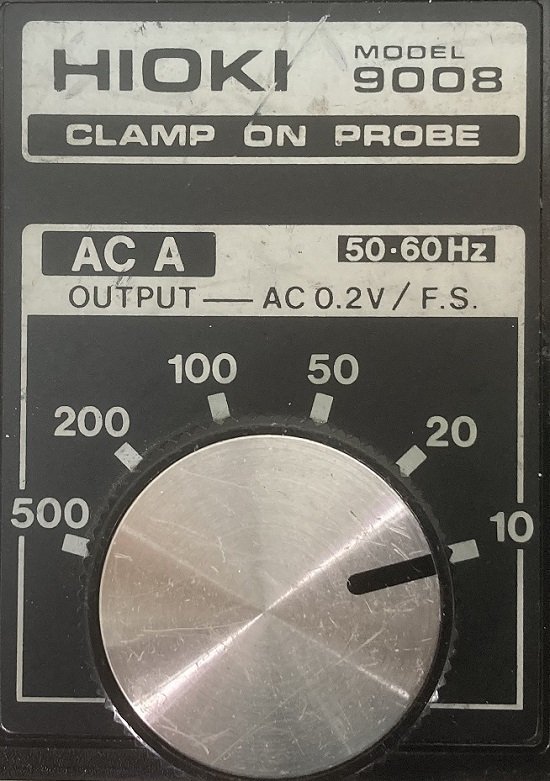 HIOKI MODEL 9008
CLAMP ON PROBE
AC A 50·60Hz
OUTPUT — AC 0.2V / F.S.
100 50
200 20
500 10